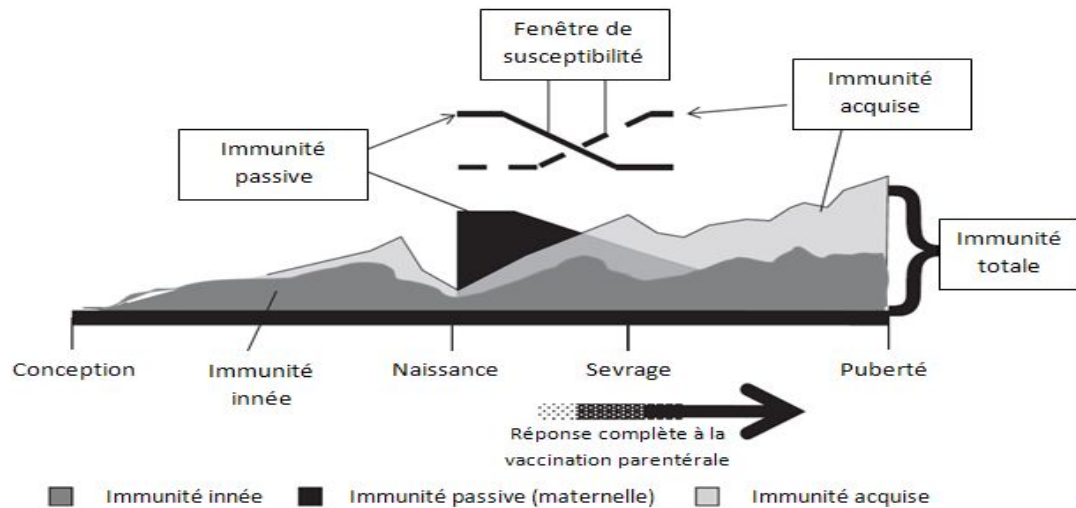 Fenêtre de
susceptibilité
Immunité
acquise
Immunité
passive
Immunité
totale
Conception
Immunité
innée
Naissance
Sevrage
Puberté
Réponse complète à la
vaccination parentérale
Immunité innée
Immunité passive (maternelle)
Immunité acquise